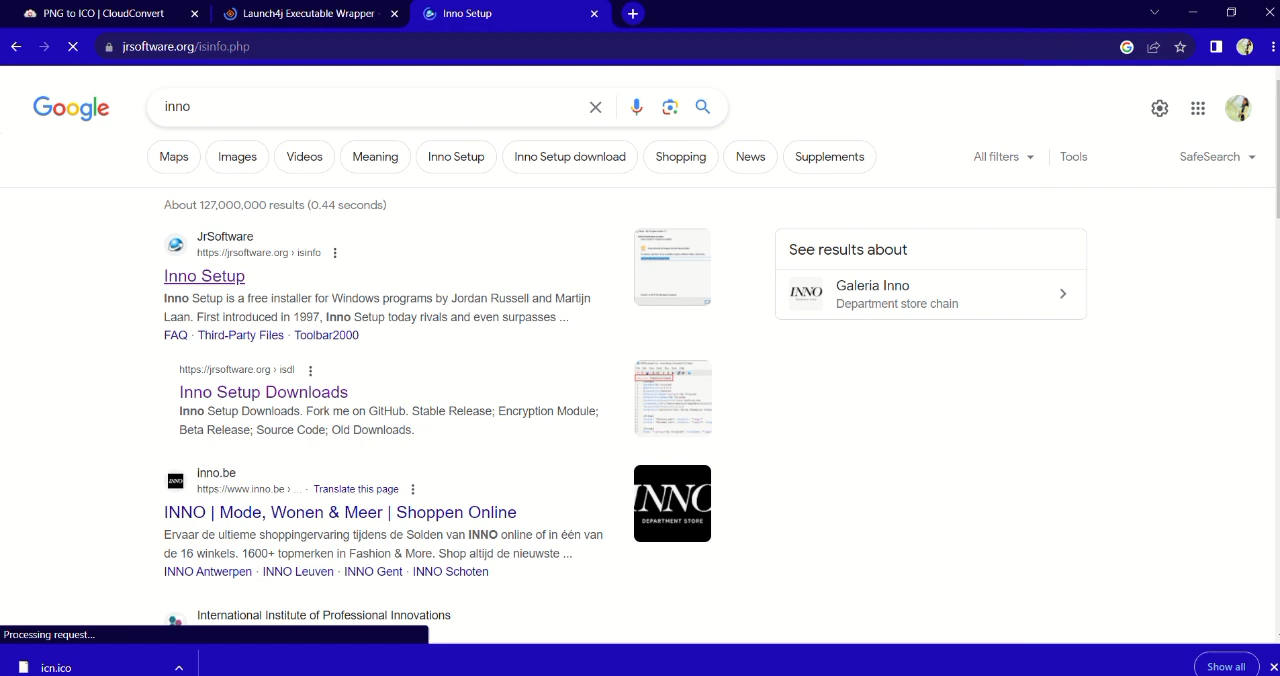 PNG to ICO | CloudConvert
Launch4j Executable Wrapper
Inno Setup
jrsoftware.org/isinfo.php
Google
inno
Maps
Images
Videos
Meaning
Inno Setup
Inno Setup download
Shopping
News
Supplements
All filters
Tools
SafeSearch
About 127,000,000 results (0.44 seconds)
JrSoftware
https://jrsoftware.org › isinfo
Inno Setup
Inno Setup is a free installer for Windows programs by Jordan Russell and Martijn
Laan. First introduced in 1997, Inno Setup today rivals and even surpasses ...
FAQ · Third-Party Files · Toolbar2000
https://jrsoftware.org › isdl
Inno Setup Downloads
Inno Setup Downloads. Fork me on GitHub. Stable Release; Encryption Module;
Beta Release; Source Code; Old Downloads.
INNO
Inno.be
https://www.inno.be › ... · Translate this page
INNO | Mode, Wonen & Meer | Shoppen Online
Ervaar de ultieme shoppingervaring tijdens de Solden van INNO online of in één van
de 16 winkels. 1600+ topmerken in Fashion & More. Shop altijd de nieuwste ...
INNO Antwerpen · INNO Leuven · INNO Gent · INNO Schoten
INNO
DEPARTMENT STORE
International Institute of Professional Innovations
See results about
INNO
Galeria Inno
Department store chain
Processing request...
icn.ico
Show all